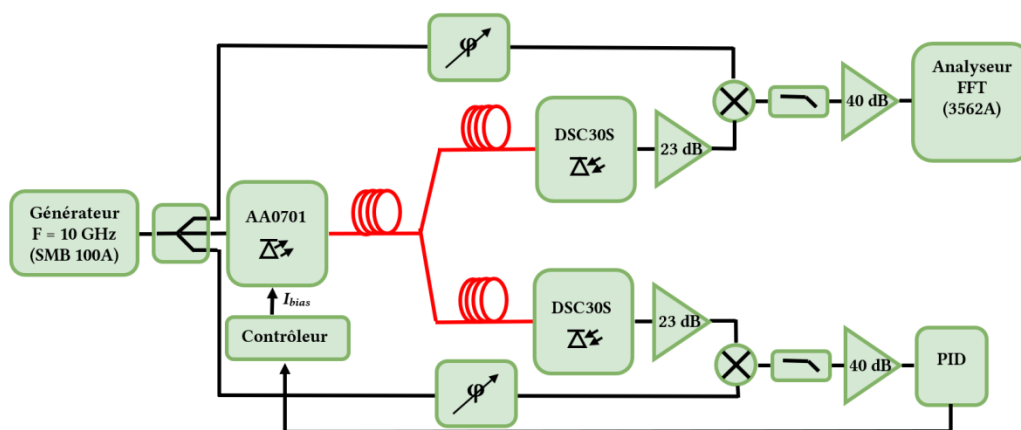 φ
Analyseur
FFT
(3562A)
40 dB
DSC30S
23 dB
Générateur
F = 10 GHz
(SMB 100A)
AA0701
I_bias
Contrôleur
DSC30S
23 dB
40 dB
PID
φ